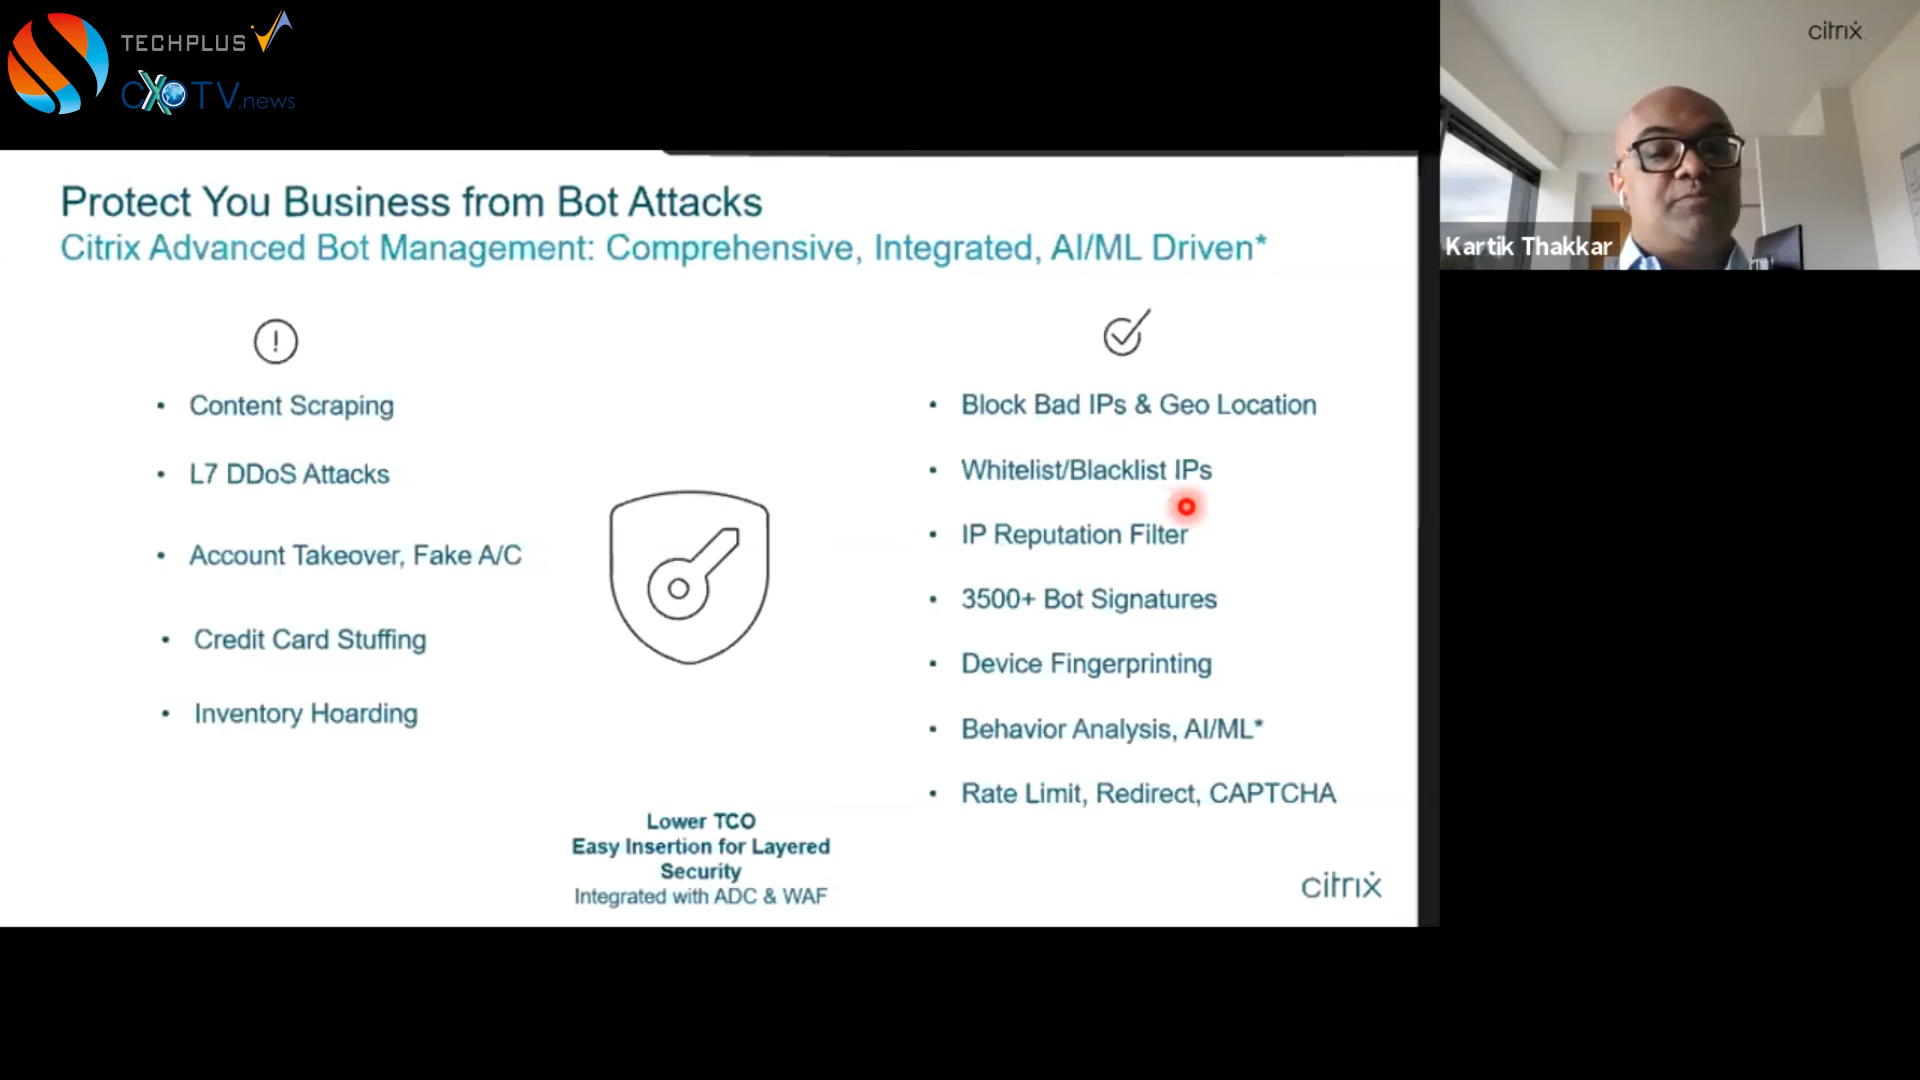 TECHPLUS
CXOTV.news
citrix
Kartik Thakkar
Protect You Business from Bot Attacks
Citrix Advanced Bot Management: Comprehensive, Integrated, AI/ML Driven*
!
• Content Scraping
• L7 DDoS Attacks
• Account Takeover, Fake A/C
• Credit Card Stuffing
• Inventory Hoarding
Lower TCO
Easy Insertion for Layered
Security
Integrated with ADC & WAF
• Block Bad IPs & Geo Location
• Whitelist/Blacklist IPs
• IP Reputation Filter
• 3500+ Bot Signatures
• Device Fingerprinting
• Behavior Analysis, AI/ML*
• Rate Limit, Redirect, CAPTCHA
citrix